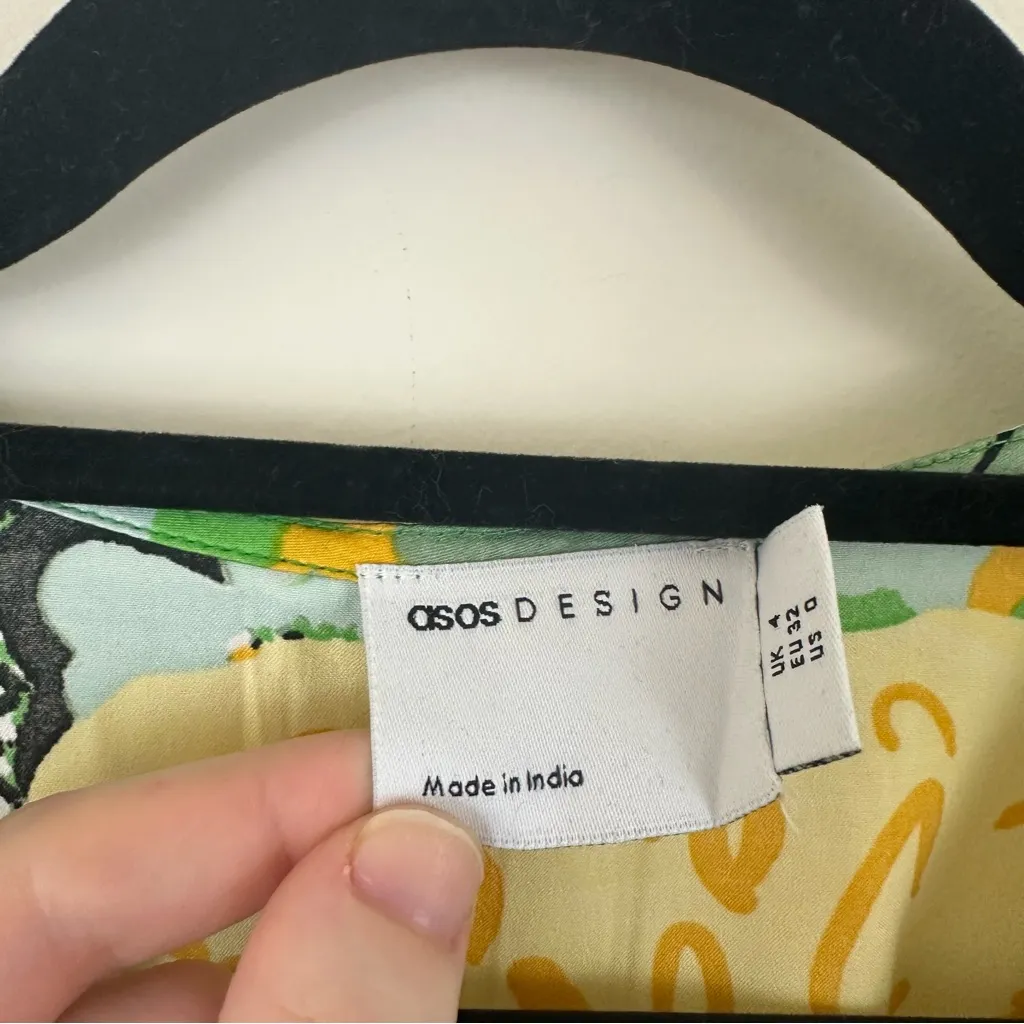 asos DESIGN
Made in India
UK 4
EU 32
US 0